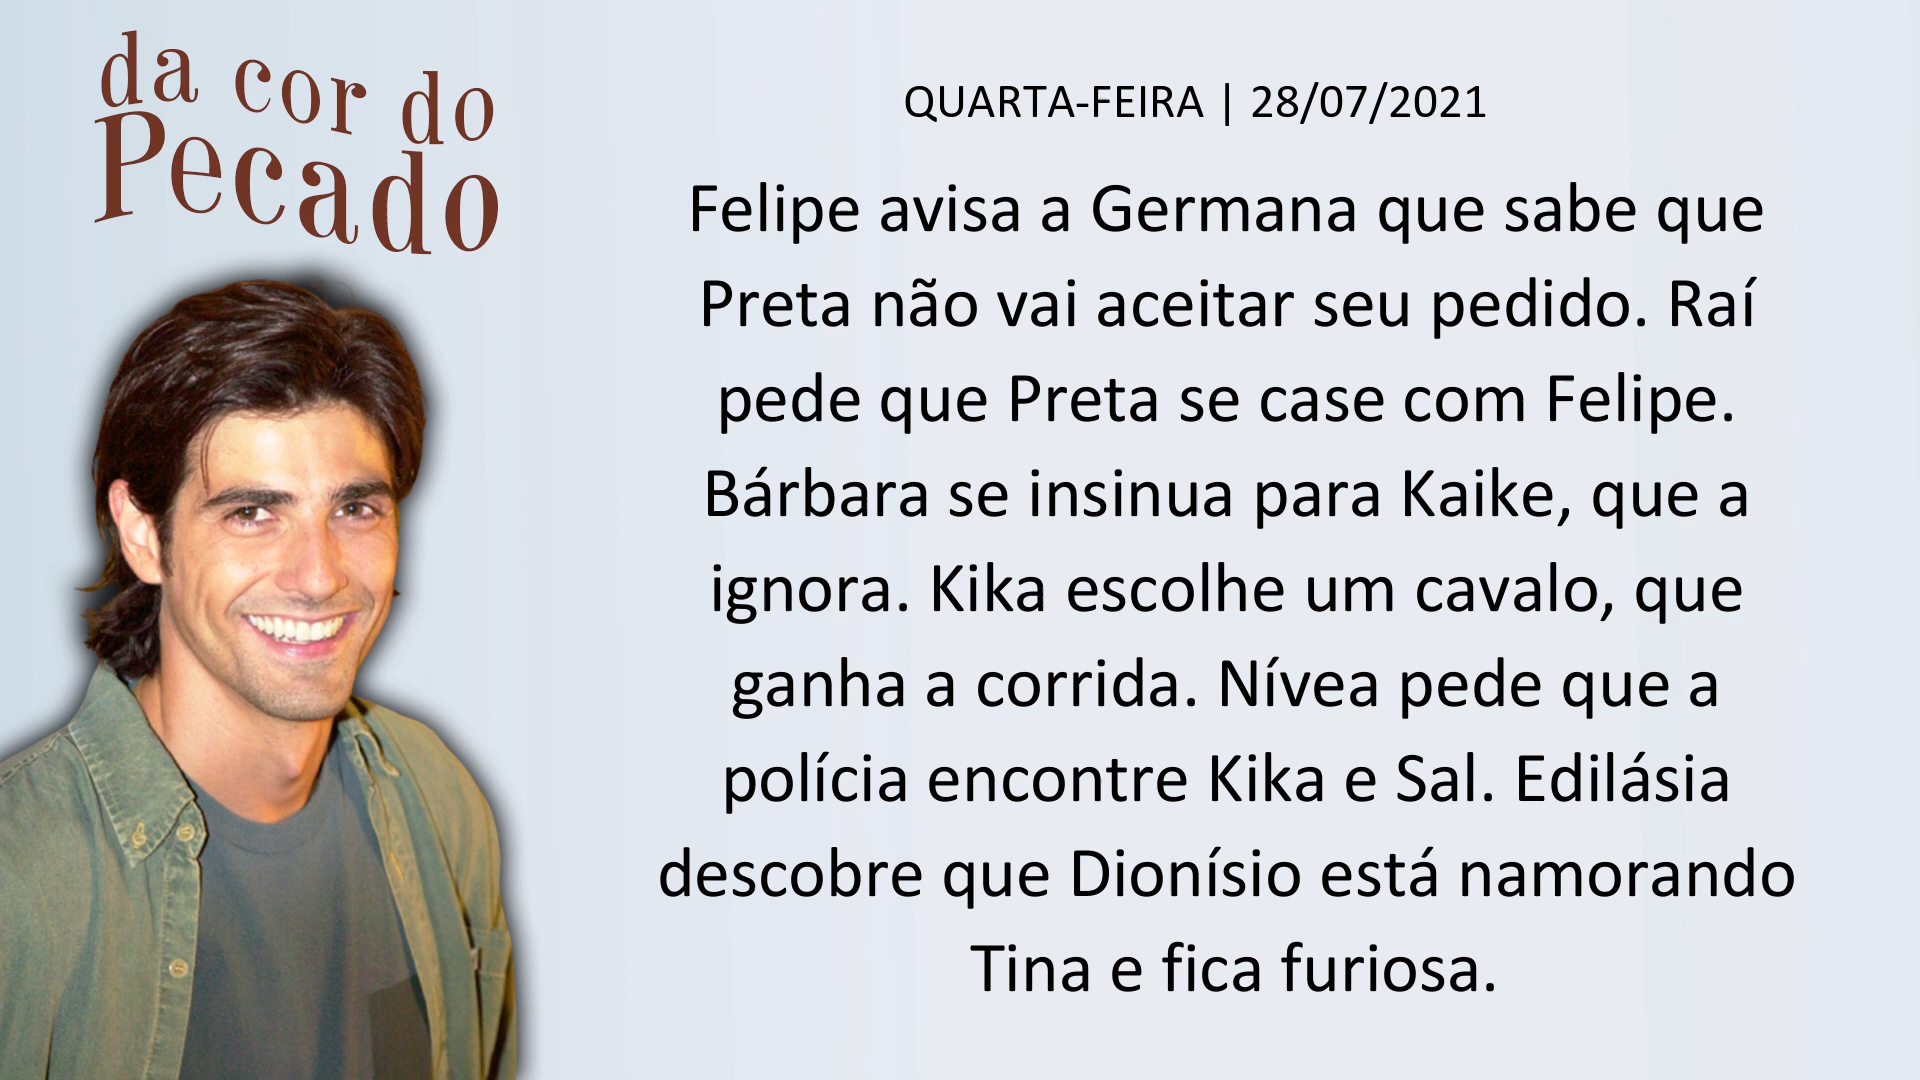 da cor do
Pecado
QUARTA-FEIRA | 28/07/2021
Felipe avisa a Germana que sabe que
Preta não vai aceitar seu pedido. Raí
pede que Preta se case com Felipe.
Bárbara se insinua para Kaike, que a
ignora. Kika escolhe um cavalo, que
ganha a corrida. Nívea pede que a
polícia encontre Kika e Sal. Edilásia
descobre que Dionísio está namorando
Tina e fica furiosa.